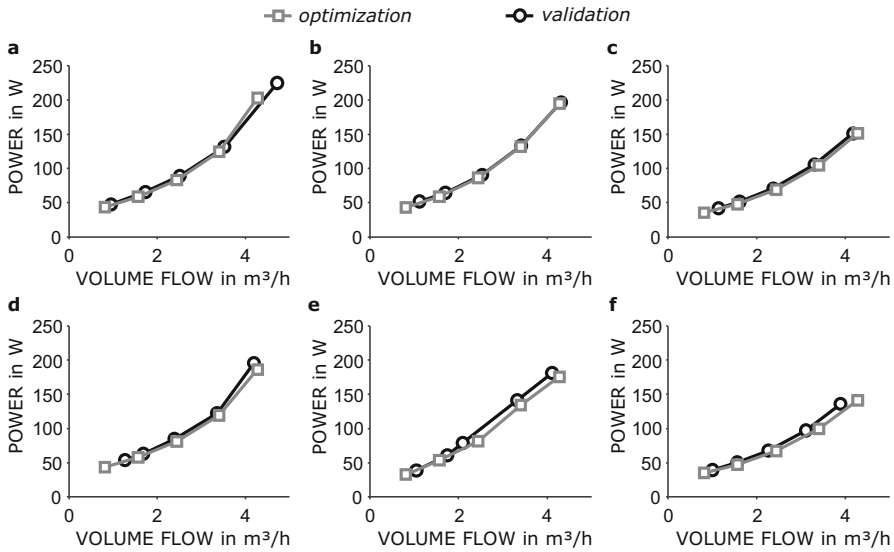 optimization validation
a b c
250 250 250
200 200 200
150 150 150
100 100 100
50 50 50
0 0 0
POWER in W POWER in W POWER in W
0 2 4 0 2 4 0 2 4
VOLUME FLOW in m³/h VOLUME FLOW in m³/h VOLUME FLOW in m³/h
d e f
250 250 250
200 200 200
150 150 150
100 100 100
50 50 50
0 0 0
POWER in W POWER in W POWER in W
0 2 4 0 2 4 0 2 4
VOLUME FLOW in m³/h VOLUME FLOW in m³/h VOLUME FLOW in m³/h